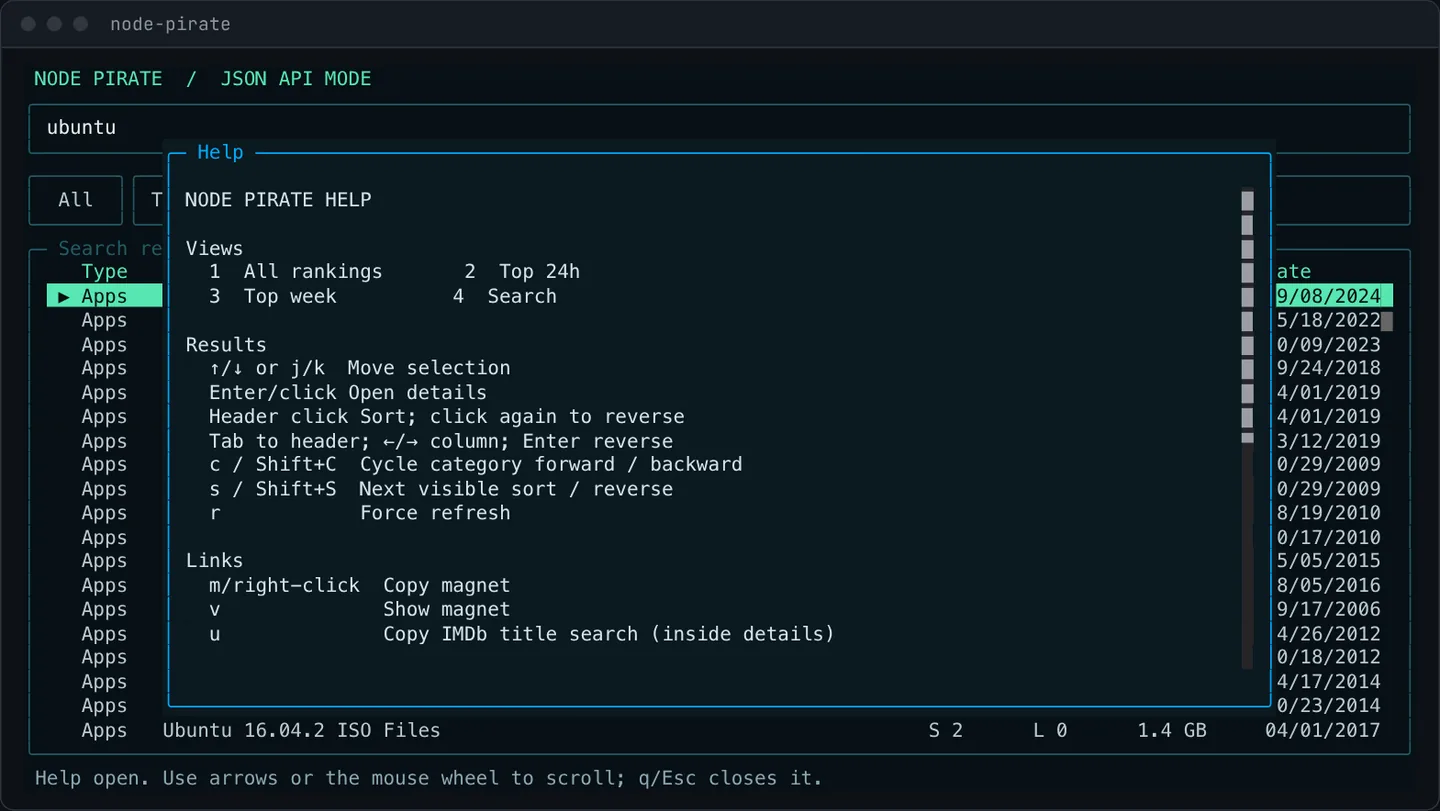 node-pirate
NODE PIRATE / JSON API MODE
ubuntu
Help
All T
NODE PIRATE HELP
Search re
Views
Type ate
1 All rankings 2 Top 24h
▶ Apps 9/08/2024
3 Top week 4 Search
Apps 5/18/2022
Apps 0/09/2023
Results
Apps 9/24/2018
↑/↓ or j/k Move selection
Apps 4/01/2019
Enter/click Open details
Apps 4/01/2019
Header click Sort; click again to reverse
Apps 3/12/2019
Tab to header; ←/→ column; Enter reverse
Apps 0/29/2009
c / Shift+C Cycle category forward / backward
Apps 0/29/2009
s / Shift+S Next visible sort / reverse
Apps 8/19/2010
r Force refresh
Apps 0/17/2010
Apps 5/05/2015
Links
Apps 8/05/2016
m/right-click Copy magnet
Apps 9/17/2006
v Show magnet
Apps 4/26/2012
u Copy IMDb title search (inside details)
Apps 0/18/2012
Apps 4/17/2014
Apps 0/23/2014
Apps Ubuntu 16.04.2 ISO Files S 2 L 0 1.4 GB 04/01/2017
Help open. Use arrows or the mouse wheel to scroll; q/Esc closes it.